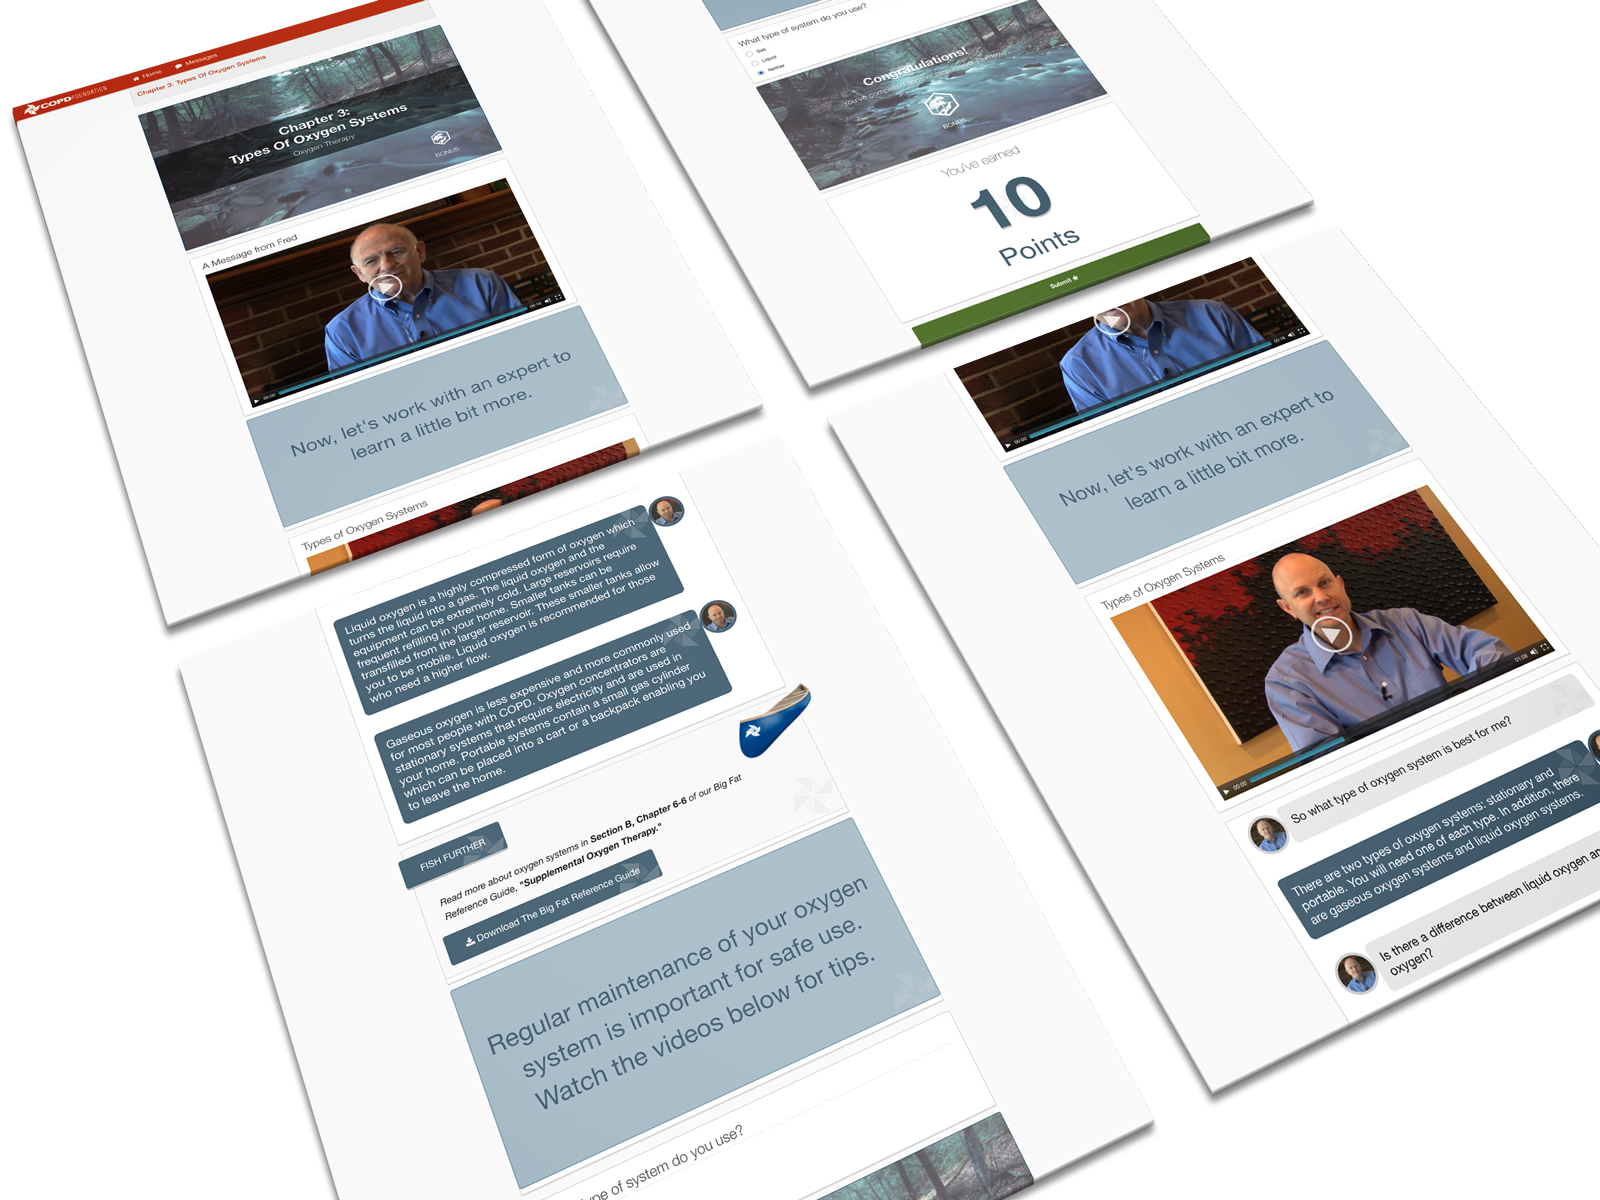 COPDFOUNDATION
Home
Messages
Chapter 3: Types Of Oxygen Systems
Chapter 3:
Types Of Oxygen Systems
Oxygen Therapy
BONUS
A Message from Fred
00:00
00:16
Now, let's work with an expert to
learn a little bit more.
Types of Oxygen Systems
What type of system do you use?
Gas
Liquid
Neither
Congratulations!
BONUS
You've earned
10
Points
Submit
00:00
00:16
Now, let's work with an expert to
learn a little bit more.
Types of Oxygen Systems
00:00
01:08
So what type of oxygen system is best for me?
There are two types of oxygen systems: stationary and
portable. You will need one of each type. In addition, there
are gaseous oxygen systems and liquid oxygen systems.
Is there a difference between liquid oxygen an
oxygen?
Liquid oxygen is a highly compressed form of oxygen which
turns the liquid into a gas. The liquid oxygen and the
equipment can be extremely cold. Large reservoirs require
frequent refilling in your home. Smaller tanks can be
transfilled from the larger reservoir. These smaller tanks allow
you to be mobile. Liquid oxygen is recommended for those
who need a higher flow.
Gaseous oxygen is less expensive and more commonly used
for most people with COPD. Oxygen concentrators are
stationary systems that require electricity and are used in
your home. Portable systems contain a small gas cylinder
which can be placed into a cart or a backpack enabling you
to leave the home.
FISH FURTHER
Read more about oxygen systems in Section B, Chapter 6-6 of our Big Fat
Reference Guide, "Supplemental Oxygen Therapy."
Download The Big Fat Reference Guide
Regular maintenance of your oxygen
system is important for safe use.
Watch the videos below for tips.
ype of system do you use?